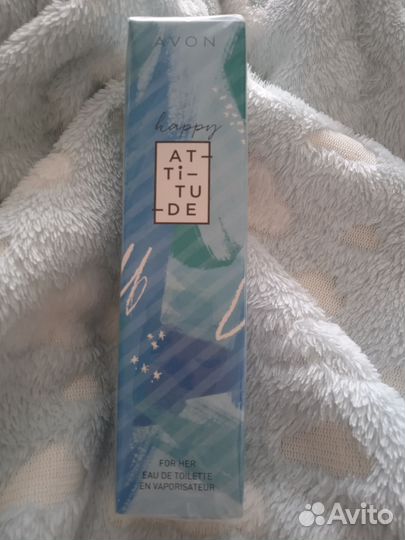 AVON
happy
AT-
Ti-
TU
-DE
FOR HER
EAU DE TOILETTE
EN VAPORISATEUR
Avito